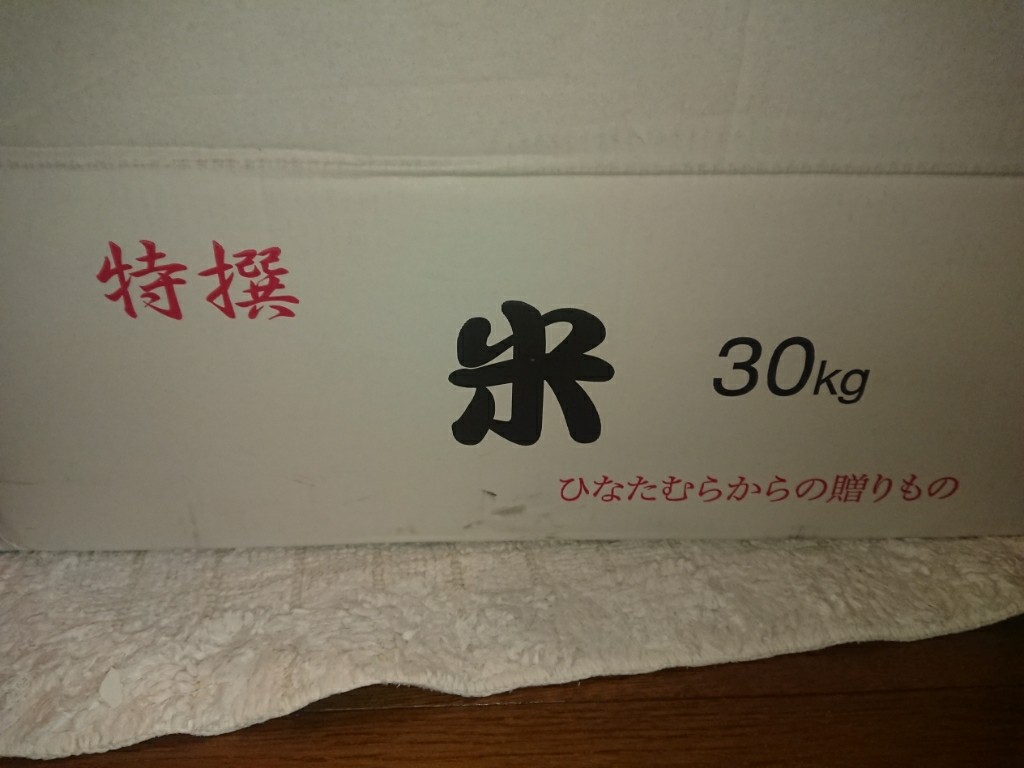 特撰
米
30kg
ひなたむらからの贈りもの